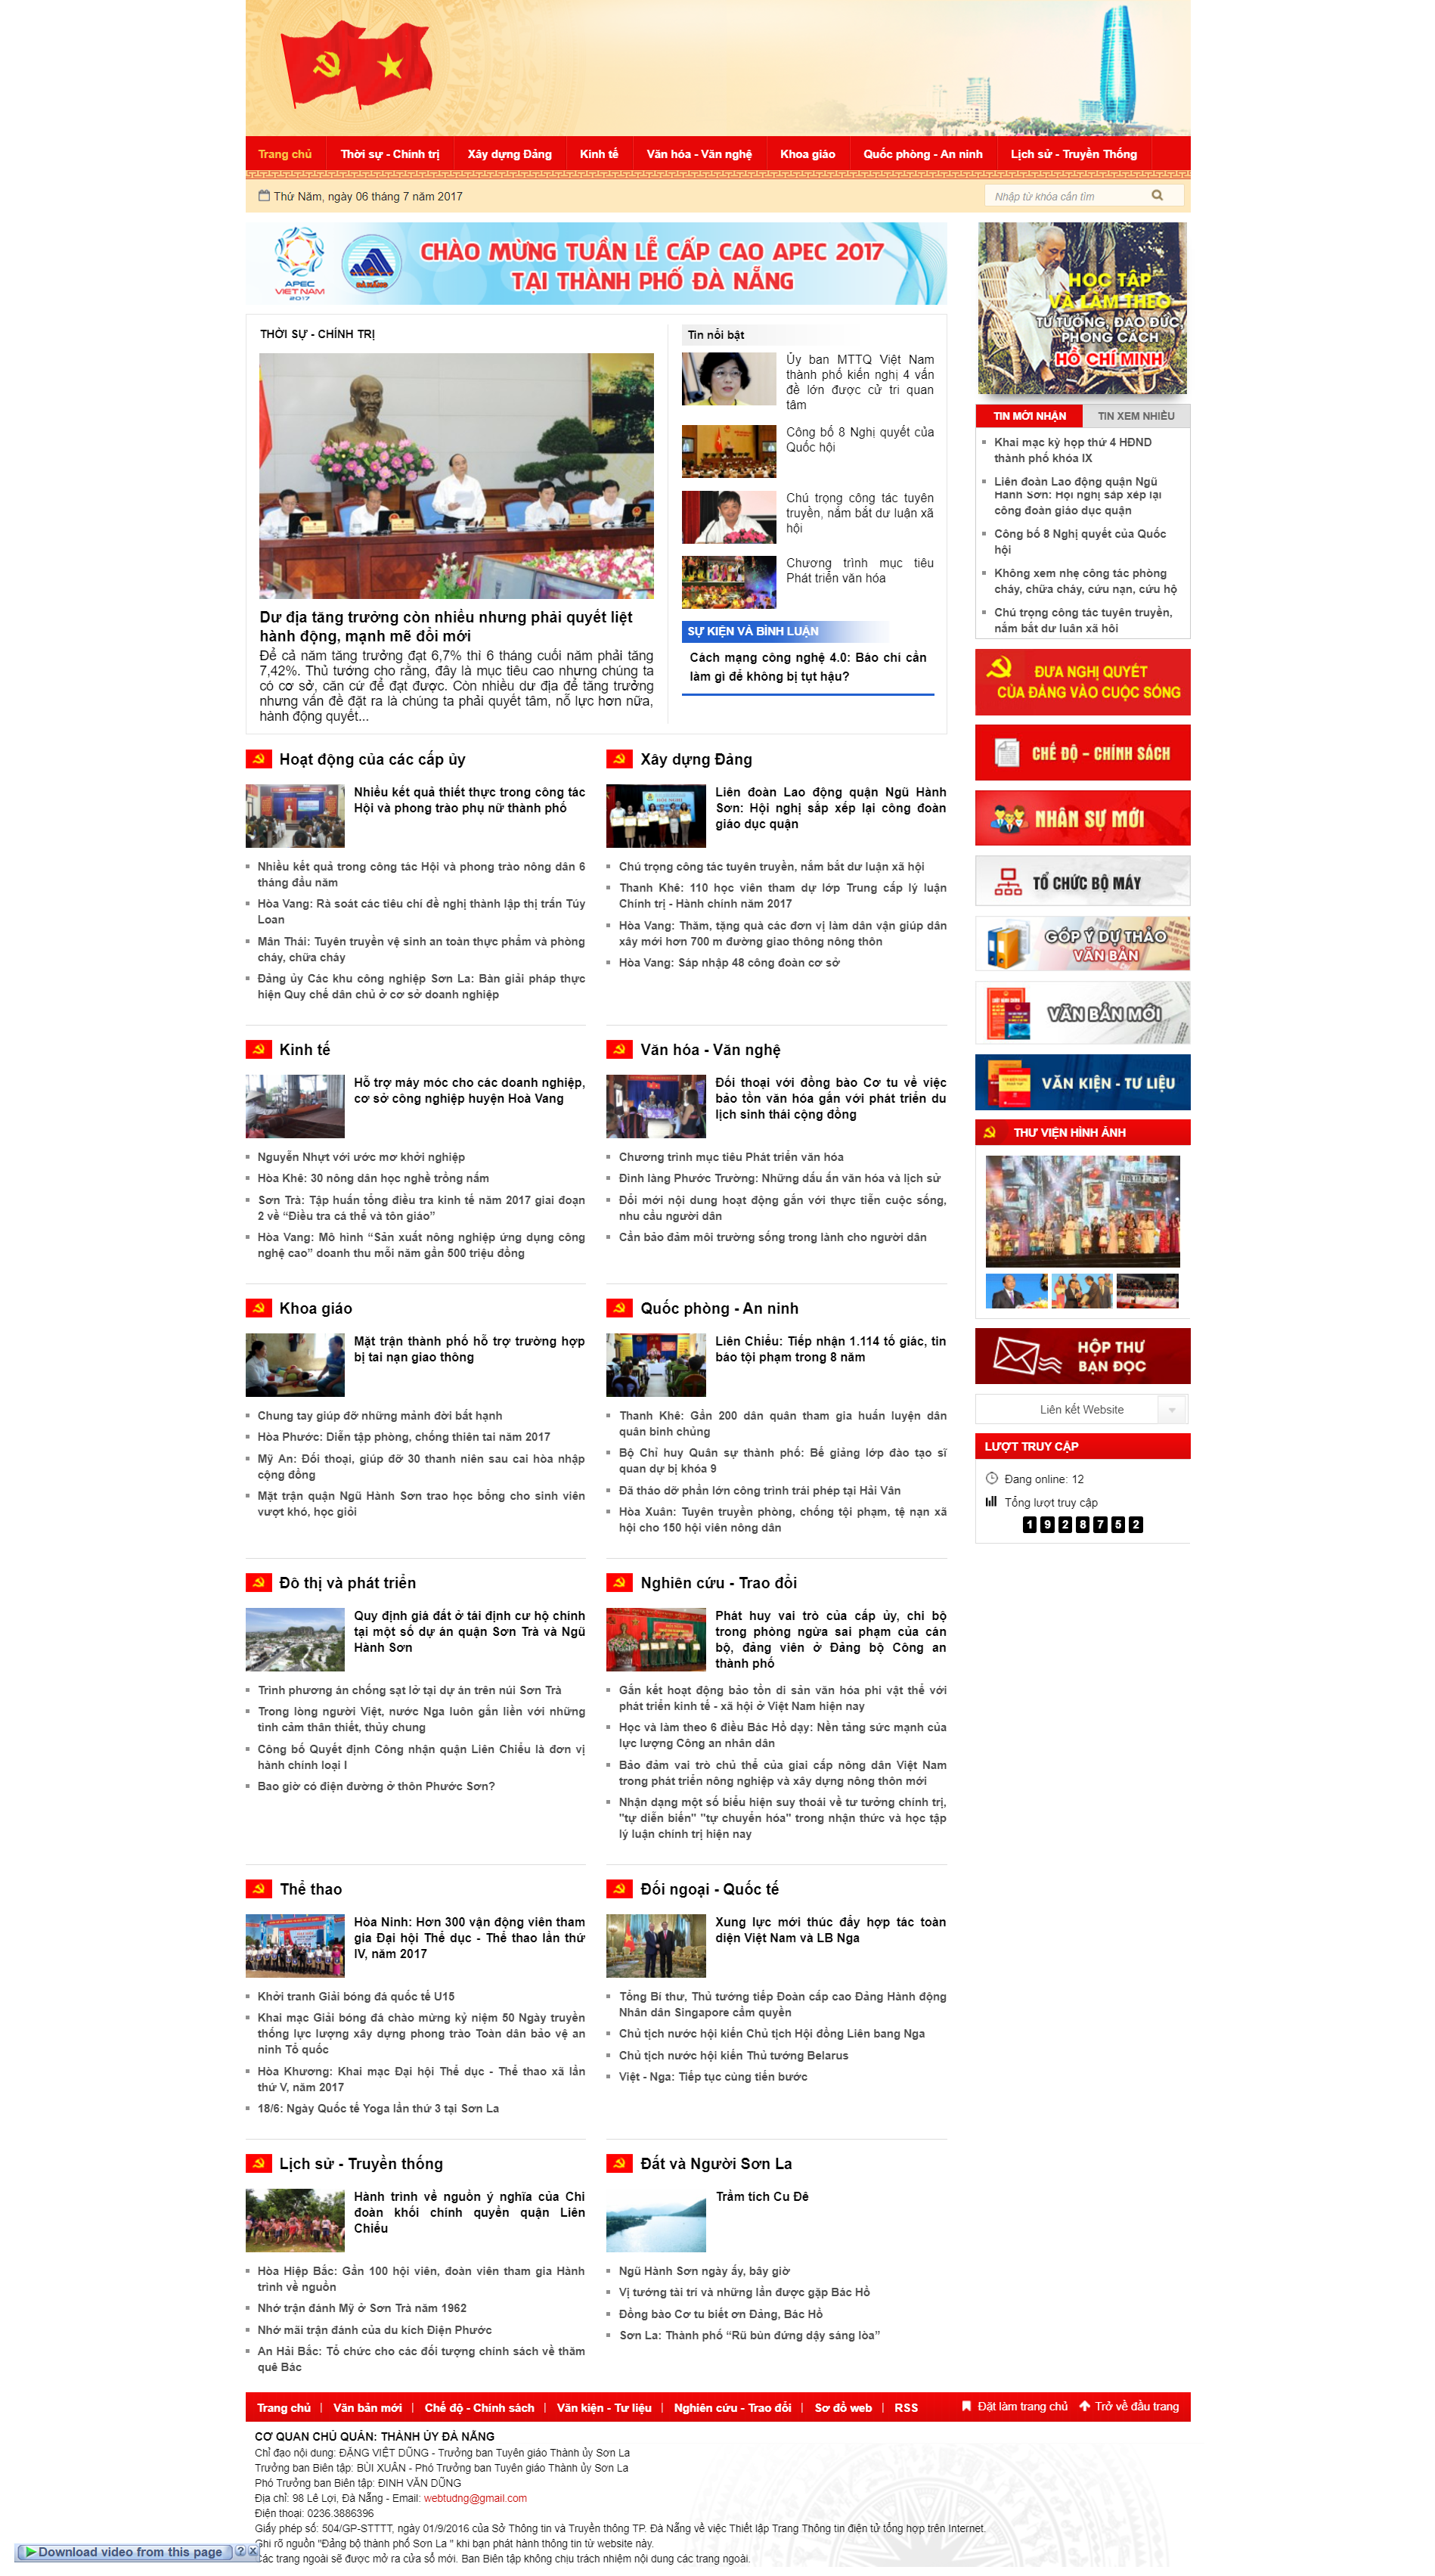 Trang chủ
Thời sự - Chính trị
Xây dựng Đảng
Kinh tế
Văn hóa - Văn nghệ
Khoa giáo
Quốc phòng - An ninh
Lịch sử - Truyền Thống
Thứ Năm, ngày 06 tháng 7 năm 2017
Nhập từ khóa cần tìm
APEC
VIET NAM
2017
ĐÀ NẴNG
CHÀO MỪNG TUẦN LỄ CẤP CAO APEC 2017
TẠI THÀNH PHỐ ĐÀ NẴNG
HỌC TẬP
VÀ LÀM THEO
TƯ TƯỞNG, ĐẠO ĐỨC,
PHONG CÁCH
HỒ CHÍ MINH
THỜI SỰ - CHÍNH TRỊ
Dư địa tăng trưởng còn nhiều nhưng phải quyết liệt
hành động, mạnh mẽ đổi mới
Để cả năm tăng trưởng đạt 6,7% thì 6 tháng cuối năm phải tăng
7,42%. Thủ tướng cho rằng, đây là mục tiêu cao nhưng chúng ta
có cơ sở, căn cứ để đạt được. Còn nhiều dư địa để tăng trưởng
nhưng vấn đề đặt ra là chúng ta phải quyết tâm, nỗ lực hơn nữa,
hành động quyết...
Tin nổi bật
Ủy ban MTTQ Việt Nam
thành phố kiến nghị 4 vấn
đề lớn được cử tri quan
tâm
Công bố 8 Nghị quyết của
Quốc hội
Chú trọng công tác tuyên
truyền, nắm bắt dư luận xã
hội
Chương trình mục tiêu
Phát triển văn hóa
SỰ KIỆN VÀ BÌNH LUẬN
Cách mạng công nghệ 4.0: Báo chí cần
làm gì để không bị tụt hậu?
TIN MỚI NHẬN
TIN XEM NHIỀU
Khai mạc kỳ họp thứ 4 HĐND
thành phố khóa IX
Liên đoàn Lao động quận Ngũ
Hành Sơn: Hội nghị sắp xếp lại
công đoàn giáo dục quận
Công bố 8 Nghị quyết của Quốc
hội
Không xem nhẹ công tác phòng
cháy, chữa cháy, cứu nạn, cứu hộ
Chú trọng công tác tuyên truyền,
nắm bắt dư luận xã hội
ĐƯA NGHỊ QUYẾT
CỦA ĐẢNG VÀO CUỘC SỐNG
CHẾ ĐỘ – CHÍNH SÁCH
NHÂN SỰ MỚI
TỔ CHỨC BỘ MÁY
GÓP Ý DỰ THẢO
VĂN BẢN
VĂN BẢN MỚI
VĂN KIỆN - TƯ LIỆU
THƯ VIỆN HÌNH ẢNH
HỘP THƯ
BẠN ĐỌC
Liên kết Website
LƯỢT TRUY CẬP
Đang online: 12
Tổng lượt truy cập
1 9 2 8 7 5 2
Hoạt động của các cấp ủy
Nhiều kết quả thiết thực trong công tác
Hội và phong trào phụ nữ thành phố
Nhiều kết quả trong công tác Hội và phong trào nông dân 6
tháng đầu năm
Hòa Vang: Rà soát các tiêu chí đề nghị thành lập thị trấn Túy
Loan
Mân Thái: Tuyên truyền vệ sinh an toàn thực phẩm và phòng
cháy, chữa cháy
Đảng ủy Các khu công nghiệp Sơn La: Bàn giải pháp thực
hiện Quy chế dân chủ ở cơ sở doanh nghiệp
Xây dựng Đảng
Liên đoàn Lao động quận Ngũ Hành
Sơn: Hội nghị sắp xếp lại công đoàn
giáo dục quận
Chú trọng công tác tuyên truyền, nắm bắt dư luận xã hội
Thanh Khê: 110 học viên tham dự lớp Trung cấp lý luận
Chính trị - Hành chính năm 2017
Hòa Vang: Thăm, tặng quà các đơn vị làm dân vận giúp dân
xây mới hơn 700 m đường giao thông nông thôn
Hòa Vang: Sáp nhập 48 công đoàn cơ sở
Kinh tế
Hỗ trợ máy móc cho các doanh nghiệp,
cơ sở công nghiệp huyện Hoà Vang
Nguyễn Nhựt với ước mơ khởi nghiệp
Hòa Khê: 30 nông dân học nghề trồng nấm
Sơn Trà: Tập huấn tổng điều tra kinh tế năm 2017 giai đoạn
2 về “Điều tra cá thể và tôn giáo”
Hòa Vang: Mô hình “Sản xuất nông nghiệp ứng dụng công
nghệ cao” doanh thu mỗi năm gần 500 triệu đồng
Văn hóa - Văn nghệ
Đối thoại với đồng bào Cơ tu về việc
bảo tồn văn hóa gắn với phát triển du
lịch sinh thái cộng đồng
Chương trình mục tiêu Phát triển văn hóa
Đình làng Phước Trường: Những dấu ấn văn hóa và lịch sử
Đổi mới nội dung hoạt động gắn với thực tiễn cuộc sống,
nhu cầu người dân
Cần bảo đảm môi trường sống trong lành cho người dân
Khoa giáo
Mặt trận thành phố hỗ trợ trường hợp
bị tai nạn giao thông
Chung tay giúp đỡ những mảnh đời bất hạnh
Hòa Phước: Diễn tập phòng, chống thiên tai năm 2017
Mỹ An: Đối thoại, giúp đỡ 30 thanh niên sau cai hòa nhập
cộng đồng
Mặt trận quận Ngũ Hành Sơn trao học bổng cho sinh viên
vượt khó, học giỏi
Quốc phòng - An ninh
Liên Chiểu: Tiếp nhận 1.114 tố giác, tin
báo tội phạm trong 8 năm
Thanh Khê: Gần 200 dân quân tham gia huấn luyện dân
quân binh chủng
Bộ Chỉ huy Quân sự thành phố: Bế giảng lớp đào tạo sĩ
quan dự bị khóa 9
Đã tháo dỡ phần lớn công trình trái phép tại Hải Vân
Hòa Xuân: Tuyên truyền phòng, chống tội phạm, tệ nạn xã
hội cho 150 hội viên nông dân
Đô thị và phát triển
Quy định giá đất ở tái định cư hộ chính
tại một số dự án quận Sơn Trà và Ngũ
Hành Sơn
Trình phương án chống sạt lở tại dự án trên núi Sơn Trà
Trong lòng người Việt, nước Nga luôn gắn liền với những
tình cảm thân thiết, thủy chung
Công bố Quyết định Công nhận quận Liên Chiểu là đơn vị
hành chính loại I
Bao giờ có điện đường ở thôn Phước Sơn?
Nghiên cứu - Trao đổi
Phát huy vai trò của cấp ủy, chi bộ
trong phòng ngừa sai phạm của cán
bộ, đảng viên ở Đảng bộ Công an
thành phố
Gắn kết hoạt động bảo tồn di sản văn hóa phi vật thể với
phát triển kinh tế - xã hội ở Việt Nam hiện nay
Học và làm theo 6 điều Bác Hồ dạy: Nền tảng sức mạnh của
lực lượng Công an nhân dân
Bảo đảm vai trò chủ thể của giai cấp nông dân Việt Nam
trong phát triển nông nghiệp và xây dựng nông thôn mới
Nhận dạng một số biểu hiện suy thoái về tư tưởng chính trị,
"tự diễn biến" "tự chuyển hóa" trong nhận thức và học tập
lý luận chính trị hiện nay
Thể thao
Hòa Ninh: Hơn 300 vận động viên tham
gia Đại hội Thể dục - Thể thao lần thứ
IV, năm 2017
Khởi tranh Giải bóng đá quốc tế U15
Khai mạc Giải bóng đá chào mừng kỷ niệm 50 Ngày truyền
thống lực lượng xây dựng phong trào Toàn dân bảo vệ an
ninh Tổ quốc
Hòa Khương: Khai mạc Đại hội Thể dục - Thể thao xã lần
thứ V, năm 2017
18/6: Ngày Quốc tế Yoga lần thứ 3 tại Sơn La
Đối ngoại - Quốc tế
Xung lực mới thúc đẩy hợp tác toàn
diện Việt Nam và LB Nga
Tổng Bí thư, Thủ tướng tiếp Đoàn cấp cao Đảng Hành động
Nhân dân Singapore cầm quyền
Chủ tịch nước hội kiến Chủ tịch Hội đồng Liên bang Nga
Chủ tịch nước hội kiến Thủ tướng Belarus
Việt - Nga: Tiếp tục cùng tiến bước
Lịch sử - Truyền thống
Hành trình về nguồn ý nghĩa của Chi
đoàn khối chính quyền quận Liên
Chiểu
Hòa Hiệp Bắc: Gần 100 hội viên, đoàn viên tham gia Hành
trình về nguồn
Nhớ trận đánh Mỹ ở Sơn Trà năm 1962
Nhớ mãi trận đánh của du kích Điện Phước
An Hải Bắc: Tổ chức cho các đối tượng chính sách về thăm
quê Bác
Đất và Người Sơn La
Trầm tích Cu Đê
Ngũ Hành Sơn ngày ấy, bây giờ
Vị tướng tài trí và những lần được gặp Bác Hồ
Đồng bào Cơ tu biết ơn Đảng, Bác Hồ
Sơn La: Thành phố “Rũ bùn đứng dậy sáng lòa”
Trang chủ | Văn bản mới | Chế độ - Chính sách | Văn kiện - Tư liệu | Nghiên cứu - Trao đổi | Sơ đồ web | RSS
Đặt làm trang chủ
Trở về đầu trang
CƠ QUAN CHỦ QUẢN: THÀNH ỦY ĐÀ NẴNG
Chỉ đạo nội dung: ĐẶNG VIỆT DŨNG - Trưởng ban Tuyên giáo Thành ủy Sơn La
Trưởng ban Biên tập: BÙI XUÂN - Phó Trưởng ban Tuyên giáo Thành ủy Sơn La
Phó Trưởng ban Biên tập: ĐINH VĂN DŨNG
Địa chỉ: 98 Lê Lợi, Đà Nẵng - Email: webtudng@gmail.com
Điện thoại: 0236.3886396
Giấy phép số: 504/GP-STTTT, ngày 01/9/2016 của Sở Thông tin và Truyền thông TP. Đà Nẵng về việc Thiết lập Trang Thông tin điện tử tổng hợp trên Internet.
Ghi rõ nguồn "Đảng bộ thành phố Sơn La " khi bạn phát hành thông tin từ website này.
Các trang ngoài sẽ được mở ra cửa sổ mới. Ban Biên tập không chịu trách nhiệm nội dung các trang ngoài.
Download video from this page ? X